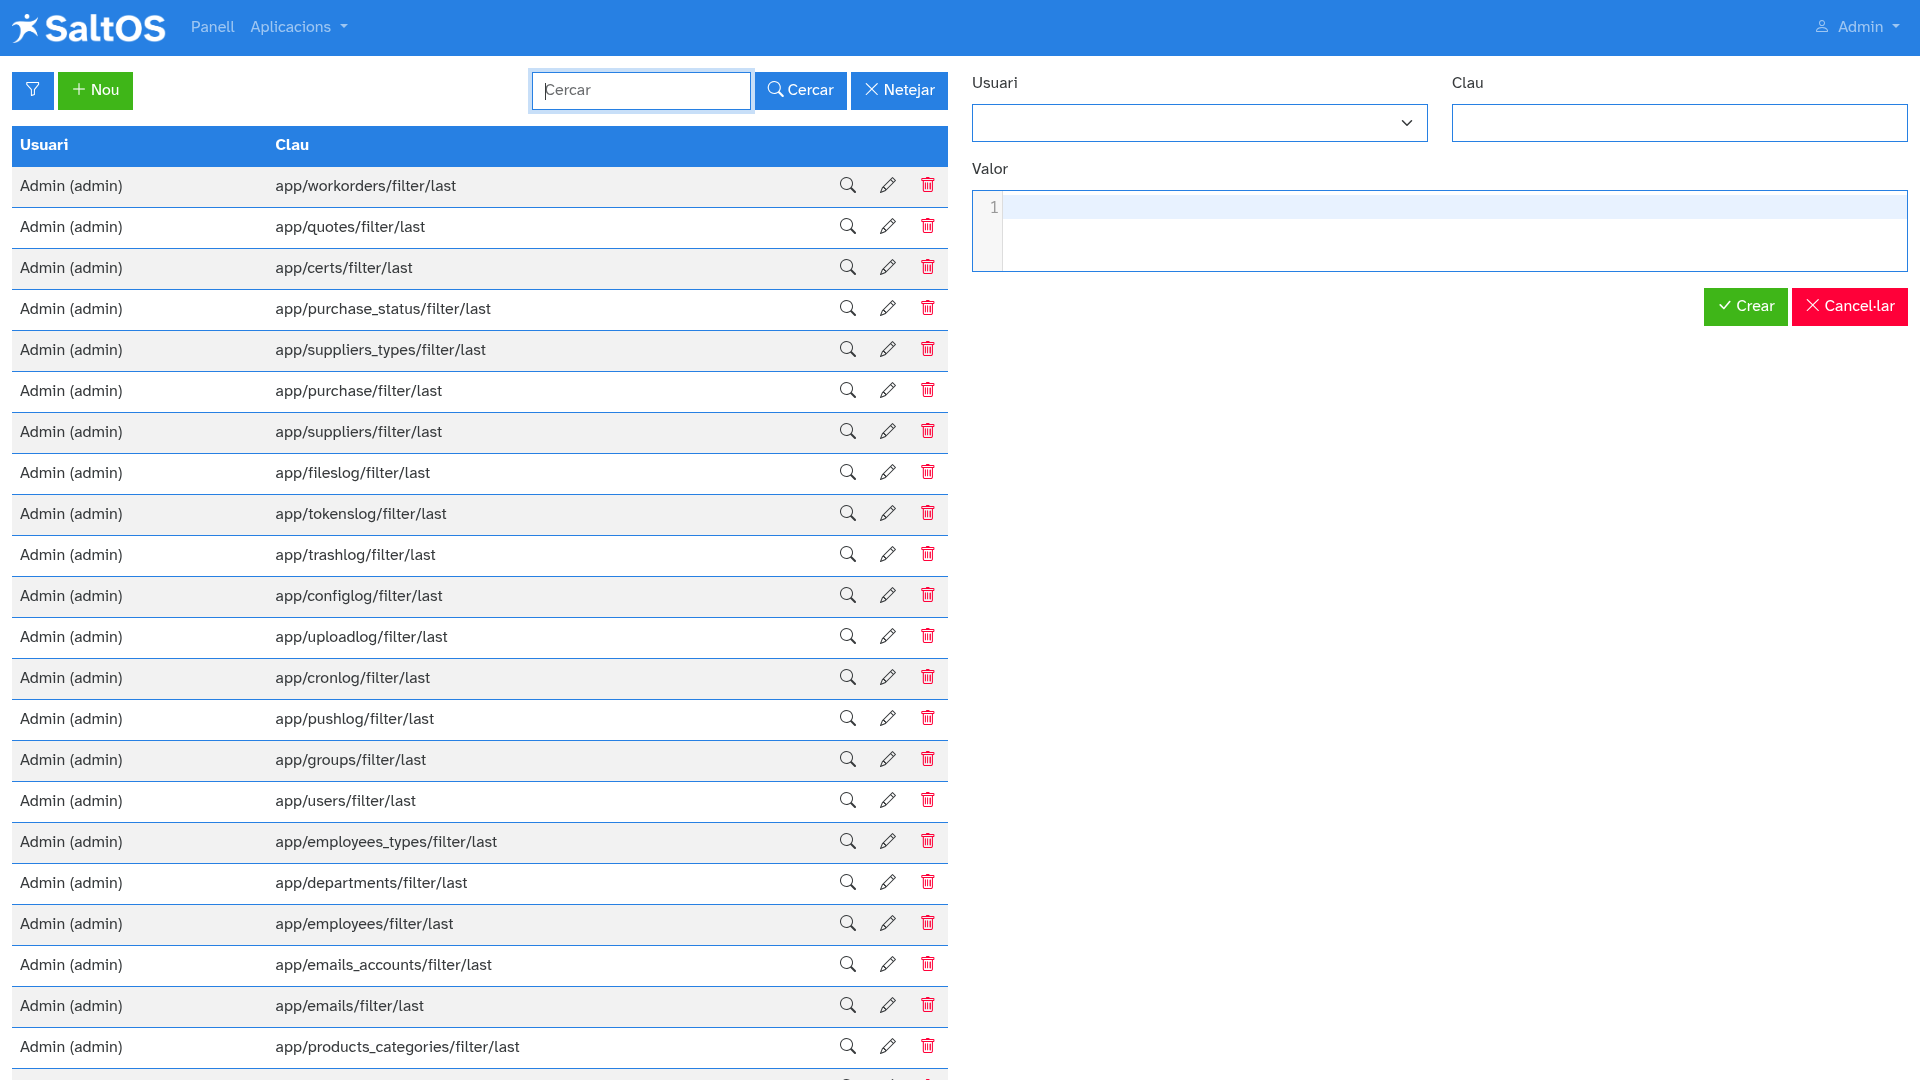 SaltOS Panell Aplicacions Admin
Nou Cercar Cercar Netejar
Usuari Clau
Admin (admin) app/workorders/filter/last
Admin (admin) app/quotes/filter/last
Admin (admin) app/certs/filter/last
Admin (admin) app/purchase_status/filter/last
Admin (admin) app/suppliers_types/filter/last
Admin (admin) app/purchase/filter/last
Admin (admin) app/suppliers/filter/last
Admin (admin) app/fileslog/filter/last
Admin (admin) app/tokenslog/filter/last
Admin (admin) app/trashlog/filter/last
Admin (admin) app/configlog/filter/last
Admin (admin) app/uploadlog/filter/last
Admin (admin) app/cronlog/filter/last
Admin (admin) app/pushlog/filter/last
Admin (admin) app/groups/filter/last
Admin (admin) app/users/filter/last
Admin (admin) app/employees_types/filter/last
Admin (admin) app/departments/filter/last
Admin (admin) app/employees/filter/last
Admin (admin) app/emails_accounts/filter/last
Admin (admin) app/emails/filter/last
Admin (admin) app/products_categories/filter/last
Usuari Clau
Valor
1
Crear Cancel·lar